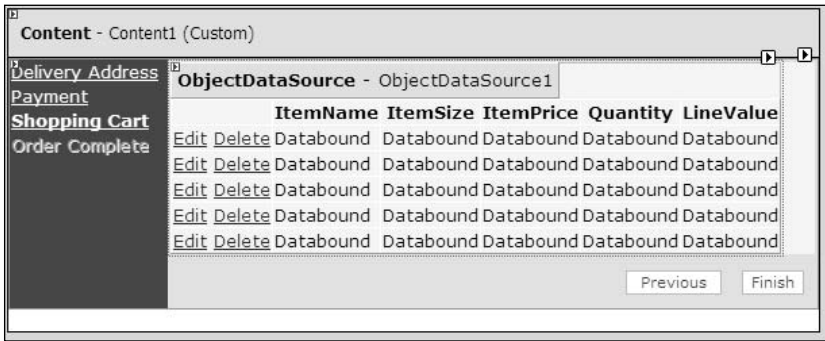 Content - Content1 (Custom)
Delivery Address
Payment
Shopping Cart
Order Complete
ObjectDataSource - ObjectDataSource1
ItemName ItemSize ItemPrice Quantity LineValue
Edit Delete Databound Databound Databound Databound Databound
Edit Delete Databound Databound Databound Databound Databound
Edit Delete Databound Databound Databound Databound Databound
Edit Delete Databound Databound Databound Databound Databound
Edit Delete Databound Databound Databound Databound Databound
Previous Finish